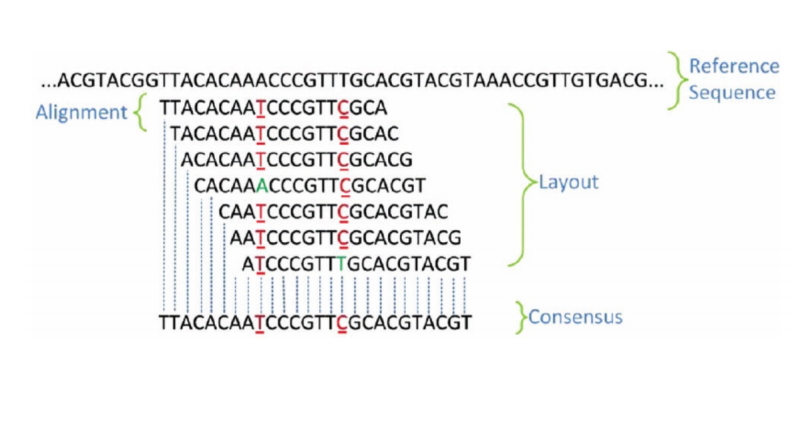 ...ACGTACGGTTACACAAACCCGTTTGCACGTACGTAAACCGTTGTGACG...
Reference
Sequence
Alignment
TTACACAATCCCGTTCGCA
TACACAATCCCGTTCGCAC
ACACAATCCCGTTCGCACG
CACAAACCCGTTCGCACGT
CAATCCCGTTCGCACGTAC
AATCCCGTTCGCACGTACG
ATCCCGTTTGCACGTACGT
Layout
TTACACAATCCCGTTCGCACGTACGT
Consensus